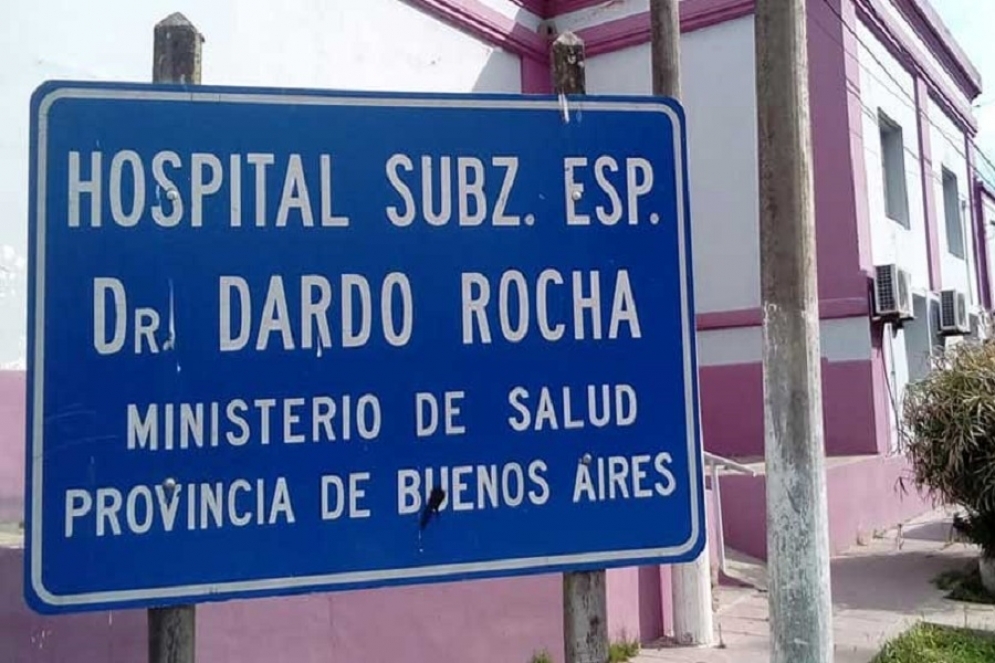 HOSPITAL SUBZ. ESP.
DR. DARDO ROCHA
MINISTERIO DE SALUD
PROVINCIA DE BUENOS AIRES